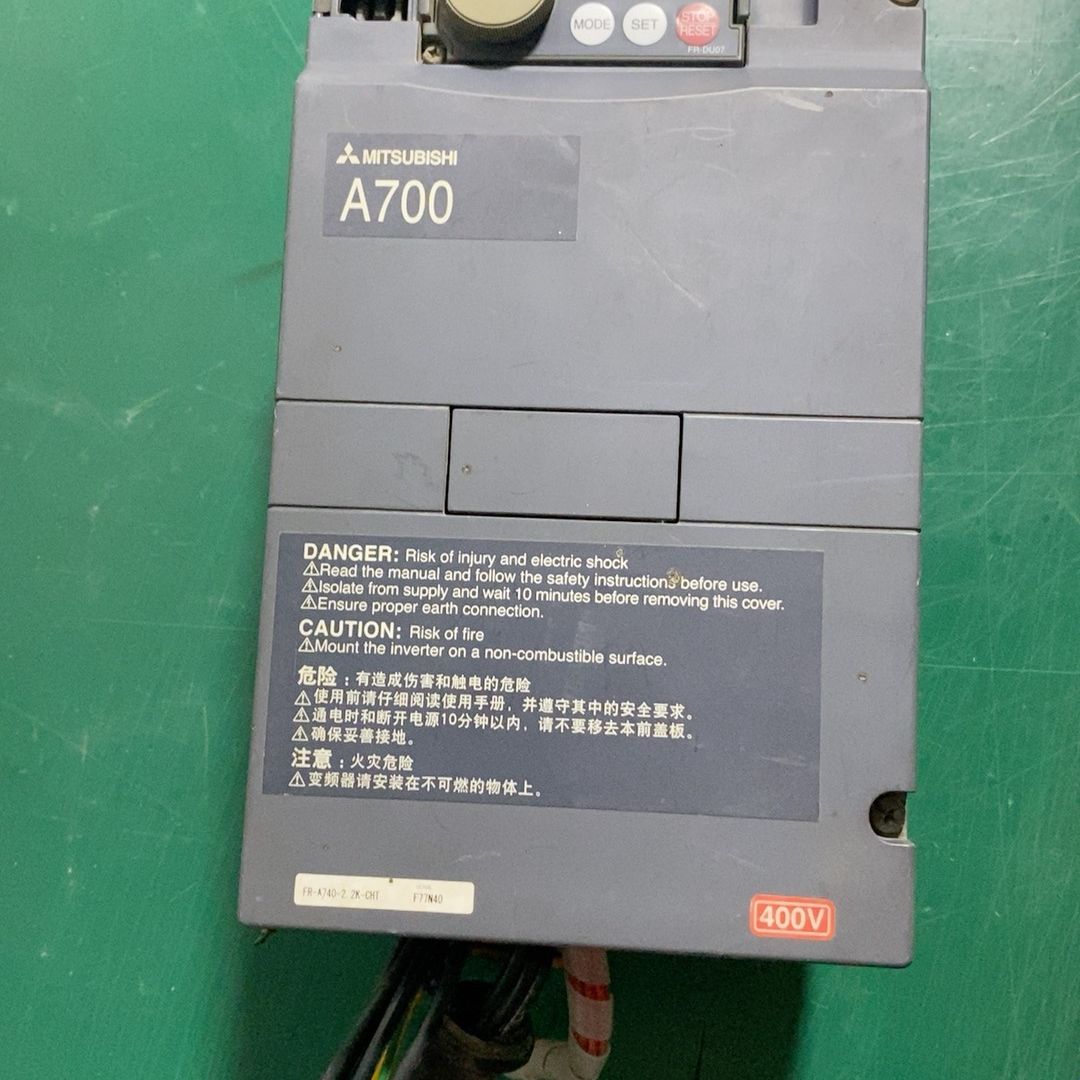 MODE SET STOP RESET
FR-DU07
MITSUBISHI
A700
DANGER: Risk of injury and electric shock
⚠Read the manual and follow the safety instructions before use.
⚠Isolate from supply and wait 10 minutes before removing this cover.
⚠Ensure proper earth connection.
CAUTION: Risk of fire
⚠Mount the inverter on a non-combustible surface.
危险：有造成伤害和触电的危险
⚠使用前请仔细阅读使用手册，并遵守其中的安全要求。
⚠通电时和断开电源10分钟以内，请不要移去本前盖板。
⚠确保妥善接地。
注意：火灾危险
⚠变频器请安装在不可燃的物体上。
FR-A740-2.2K-CHT F77N40
400V